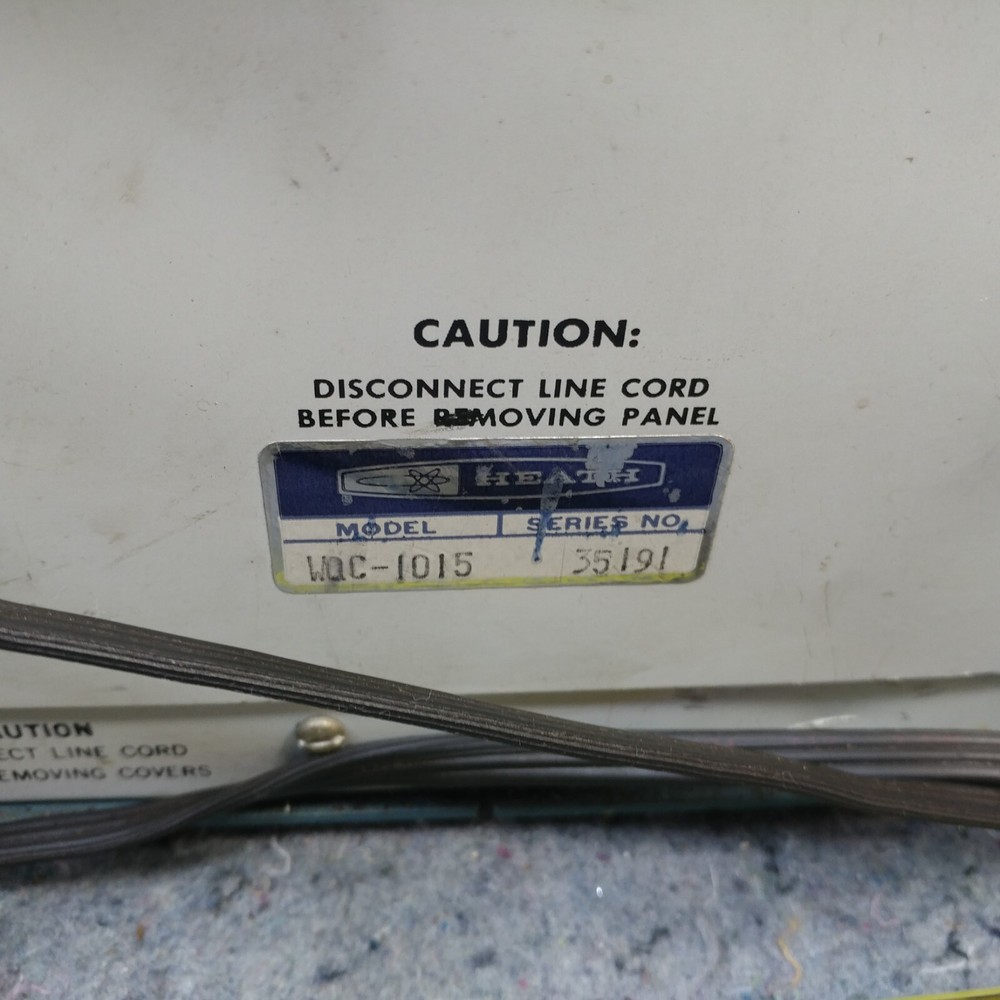 CAUTION:
DISCONNECT LINE CORD
BEFORE REMOVING PANEL
HEATH
MODEL SERIES NO.
WQC-1015 35191
AUTION
ECT LINE CORD
EMOVING COVERS